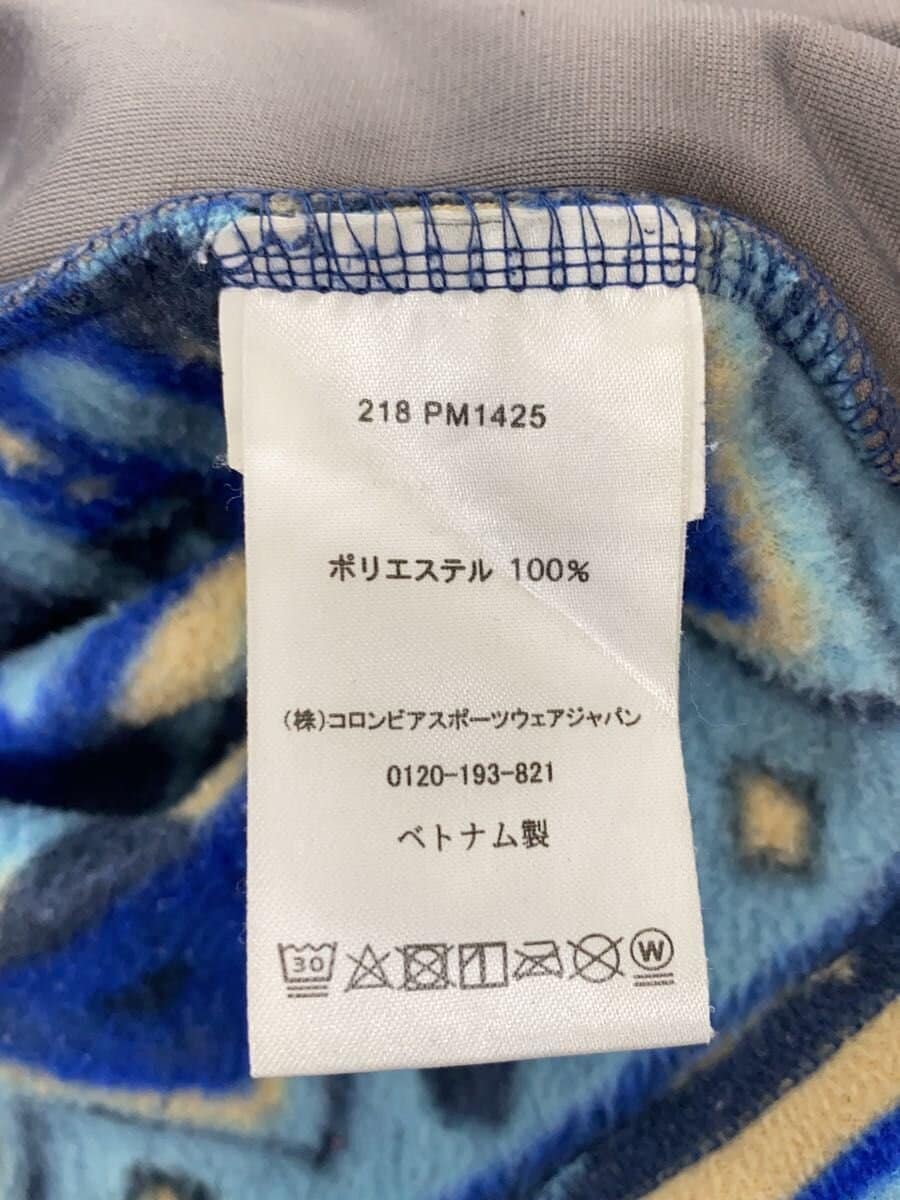 218 PM1425
ポリエステル 100%
(株)コロンビアスポーツウェアジャパン
0120-193-821
ベトナム製
30 W